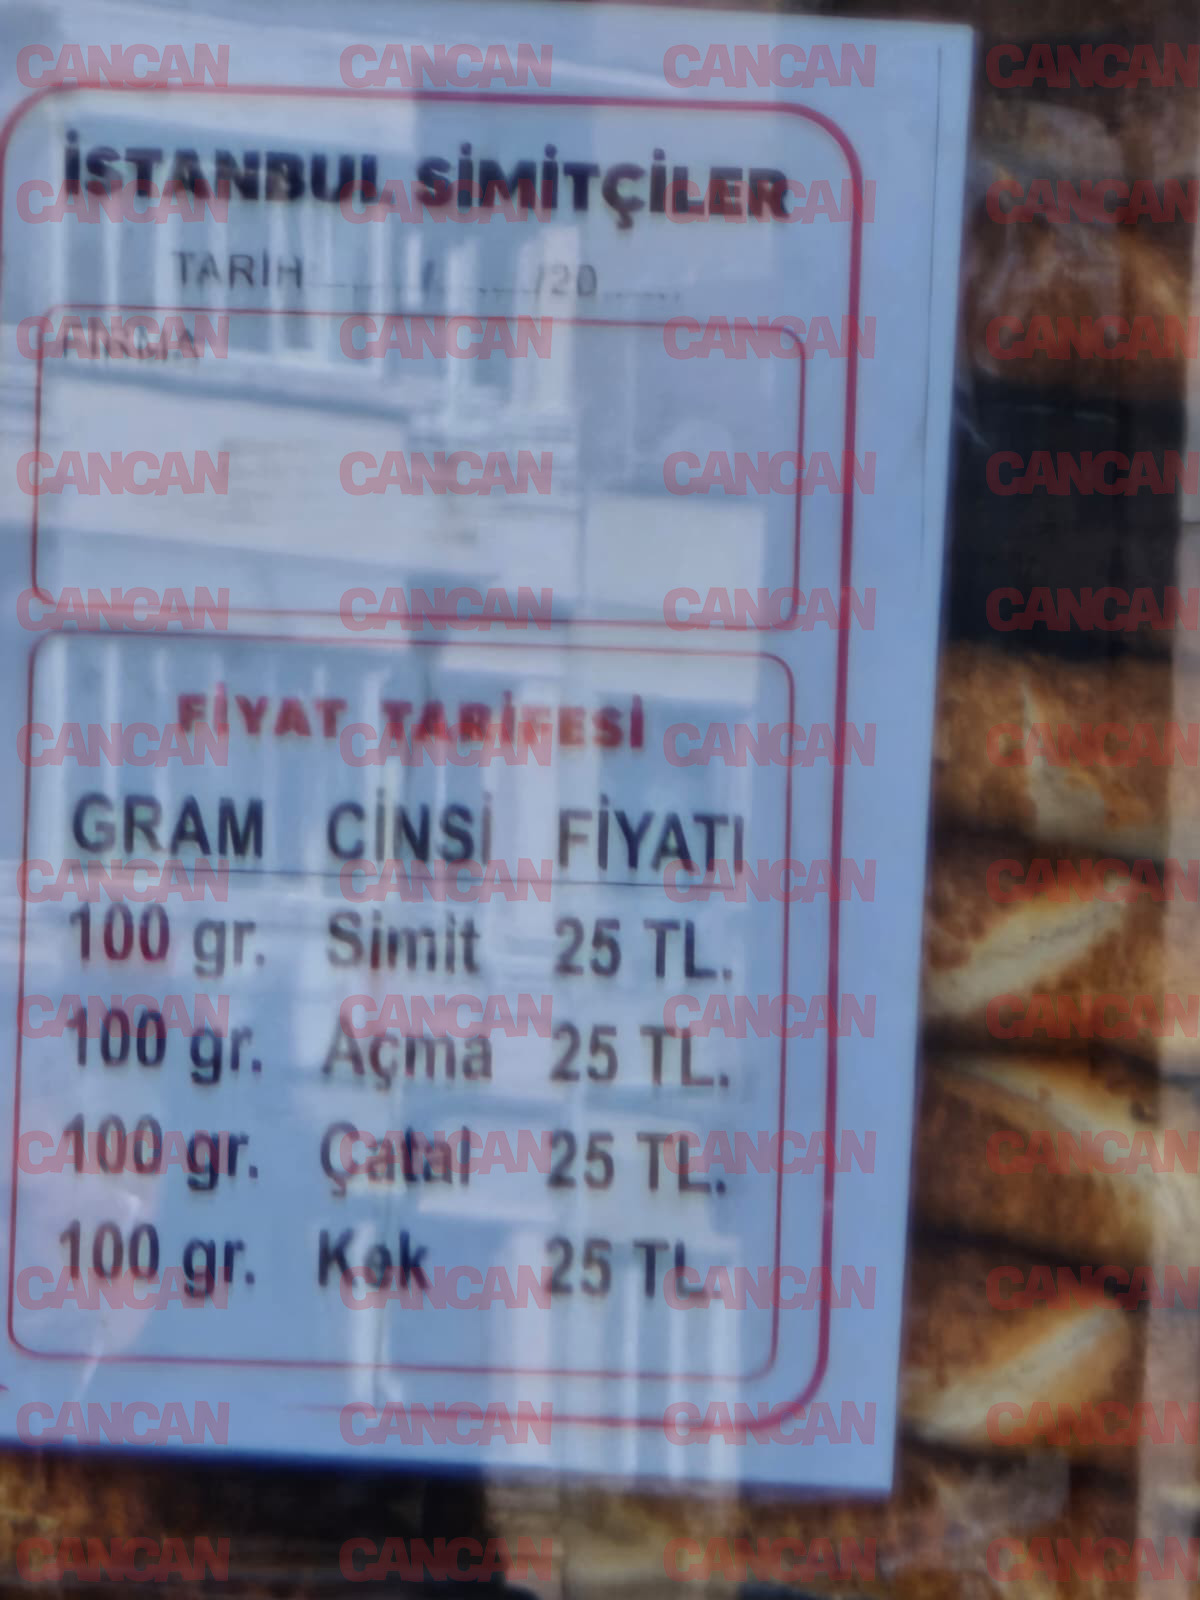 İSTANBUL SİMİTÇİLER
TARİH ......../......../20........
FİRMA
FİYAT TARİFESİ
GRAM CİNSİ FİYATI
100 gr. Simit 25 TL.
100 gr. Açma 25 TL.
100 gr. Çatal 25 TL.
100 gr. Kek 25 TL.
CANCAN